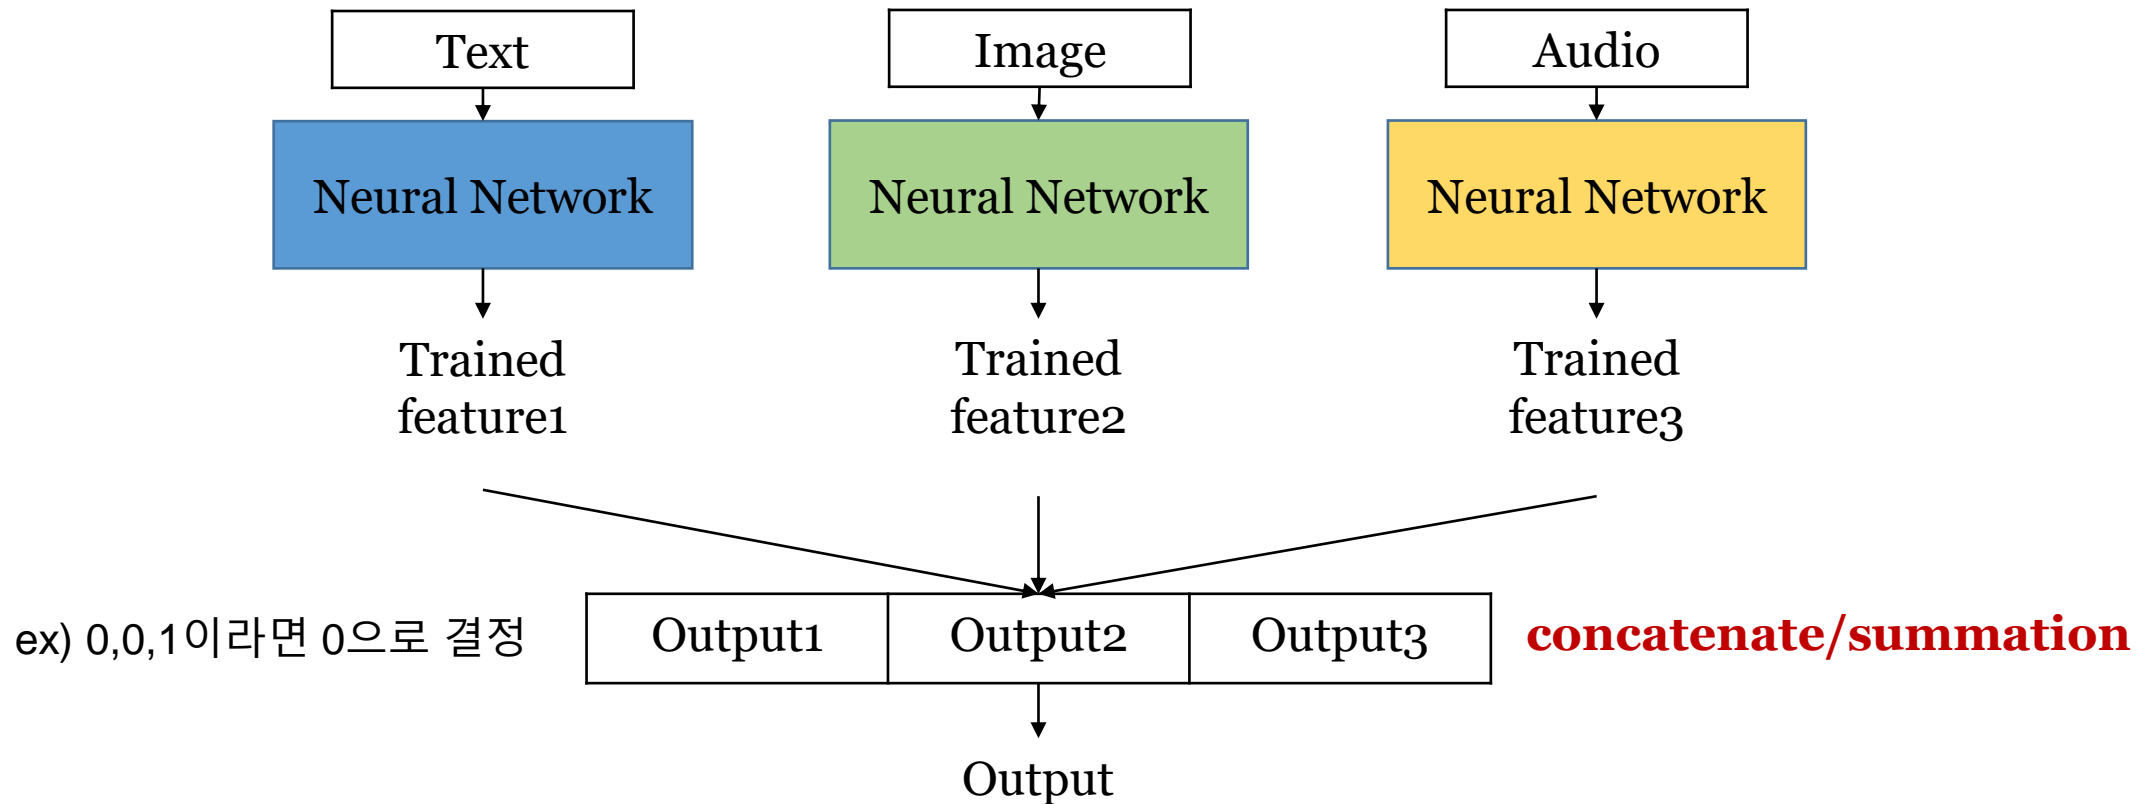 Text
Image
Audio
Neural Network
Neural Network
Neural Network
Trained
feature1
Trained
feature2
Trained
feature3
ex) 0,0,1이라면 0으로 결정
Output1
Output2
Output3
concatenate/summation
Output